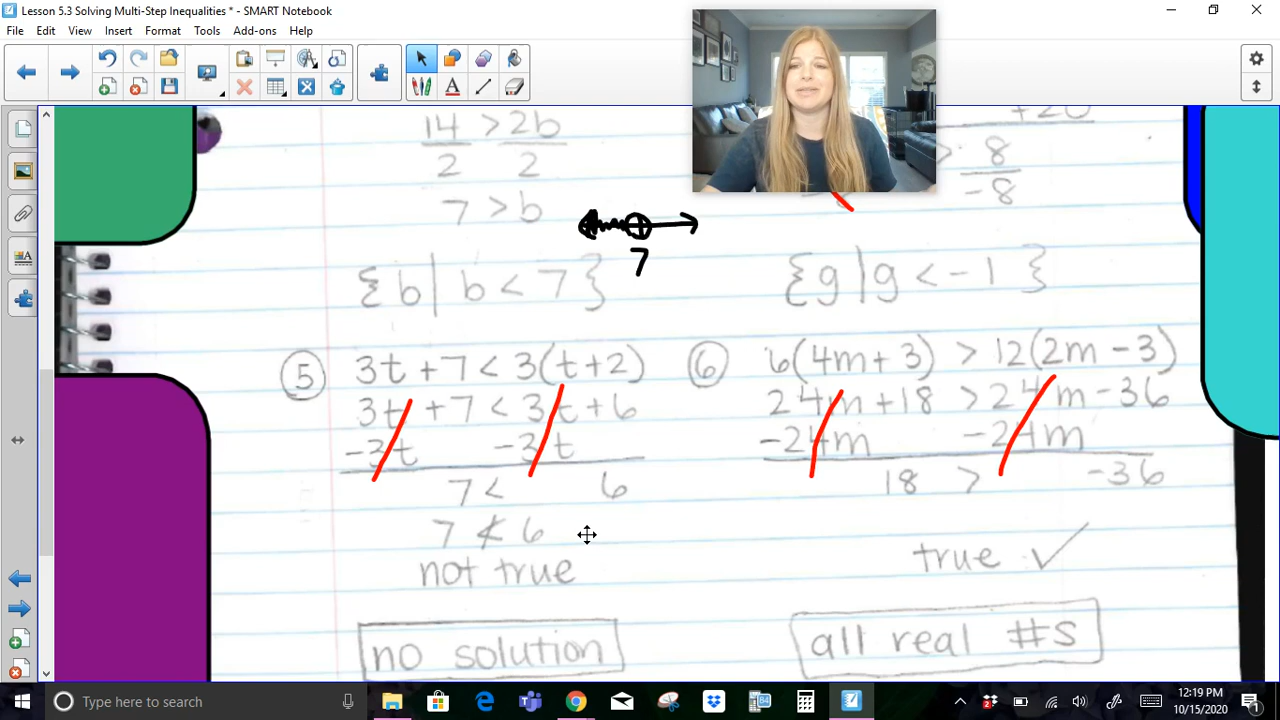 Lesson 5.3 Solving Multi-Step Inequalities * - SMART Notebook
File Edit View Insert Format Tools Add-ons Help
14 > 2b
2 2
7 > b
7
{b| b < 7}
+20
> 8
-8
{g|g < -1}
5 3t + 7 < 3(t+2)
3t + 7 < 3t + 6
-3t -3t
7 < 6
7 ≮ 6
not true
no solution
6 6(4m + 3) > 12(2m - 3)
24m + 18 > 24m - 36
-24m -24m
18 > -36
true ✓
all real #s
Type here to search
12:19 PM
10/15/2020